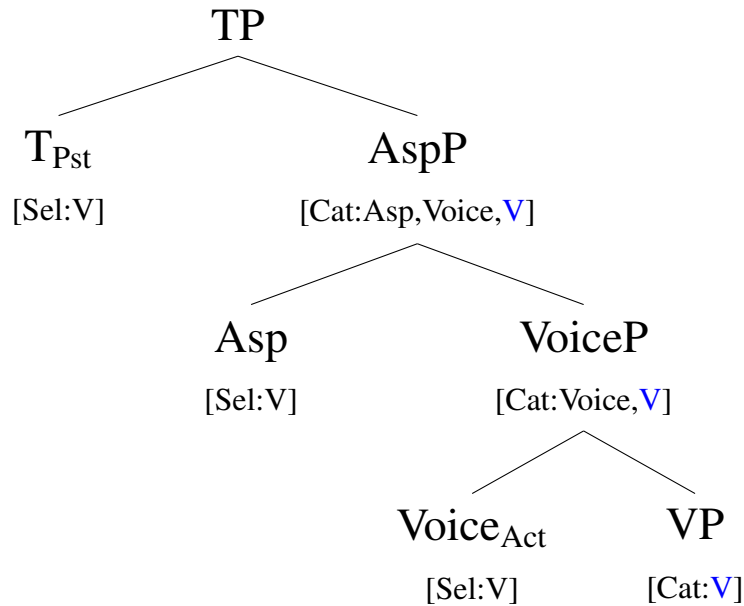 TP
T_Pst AspP
[Sel:V] [Cat:Asp,Voice,V]
Asp VoiceP
[Sel:V] [Cat:Voice,V]
Voice_Act VP
[Sel:V] [Cat:V]